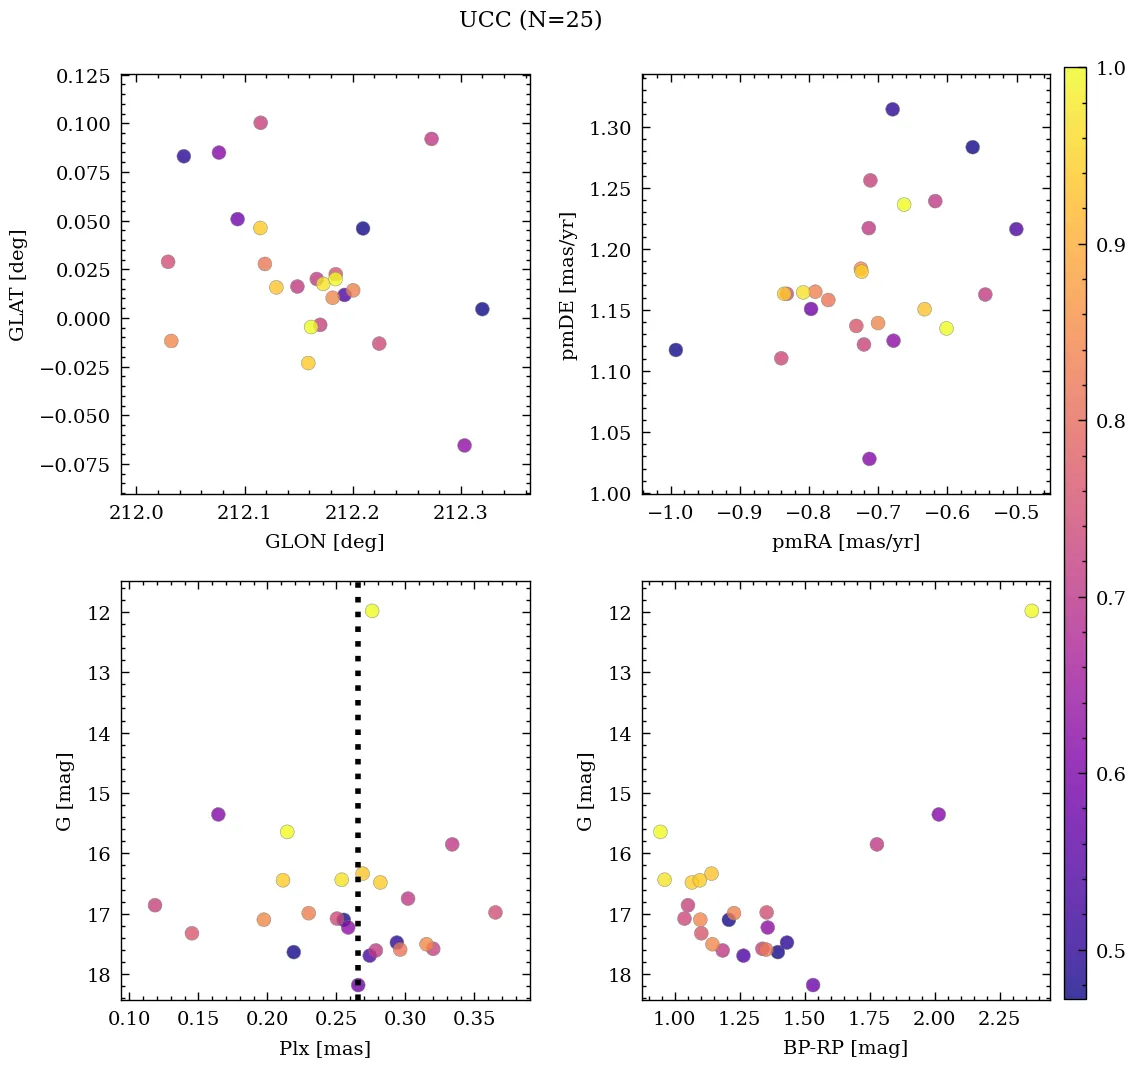 UCC (N=25)
0.125
0.100
0.075
0.050
0.025
0.000
−0.025
−0.050
−0.075
GLAT [deg]
212.0 212.1 212.2 212.3
GLON [deg]
1.30
1.25
1.20
1.15
1.10
1.05
1.00
pmDE [mas/yr]
−1.0 −0.9 −0.8 −0.7 −0.6 −0.5
pmRA [mas/yr]
12
13
14
15
16
17
18
G [mag]
0.10 0.15 0.20 0.25 0.30 0.35
Plx [mas]
12
13
14
15
16
17
18
G [mag]
1.00 1.25 1.50 1.75 2.00 2.25
BP-RP [mag]
1.0
0.9
0.8
0.7
0.6
0.5